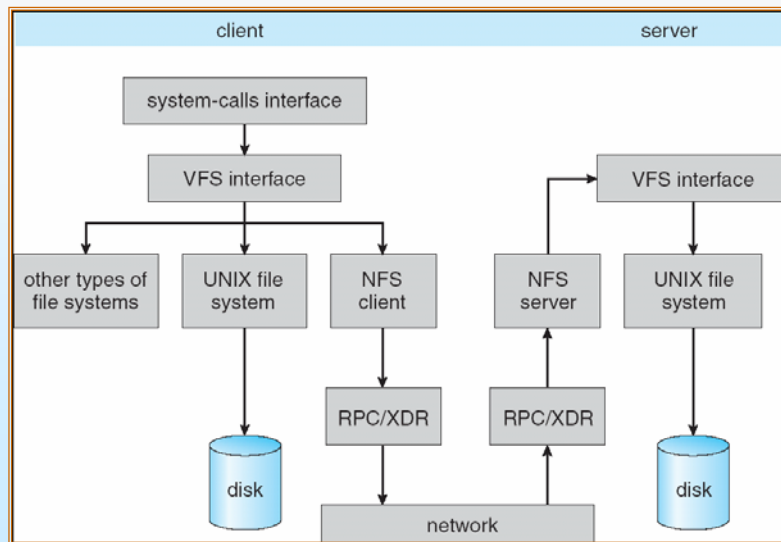 client
server
system-calls interface
VFS interface
VFS interface
other types of
file systems
UNIX file
system
NFS
client
NFS
server
UNIX file
system
RPC/XDR
RPC/XDR
disk
disk
network